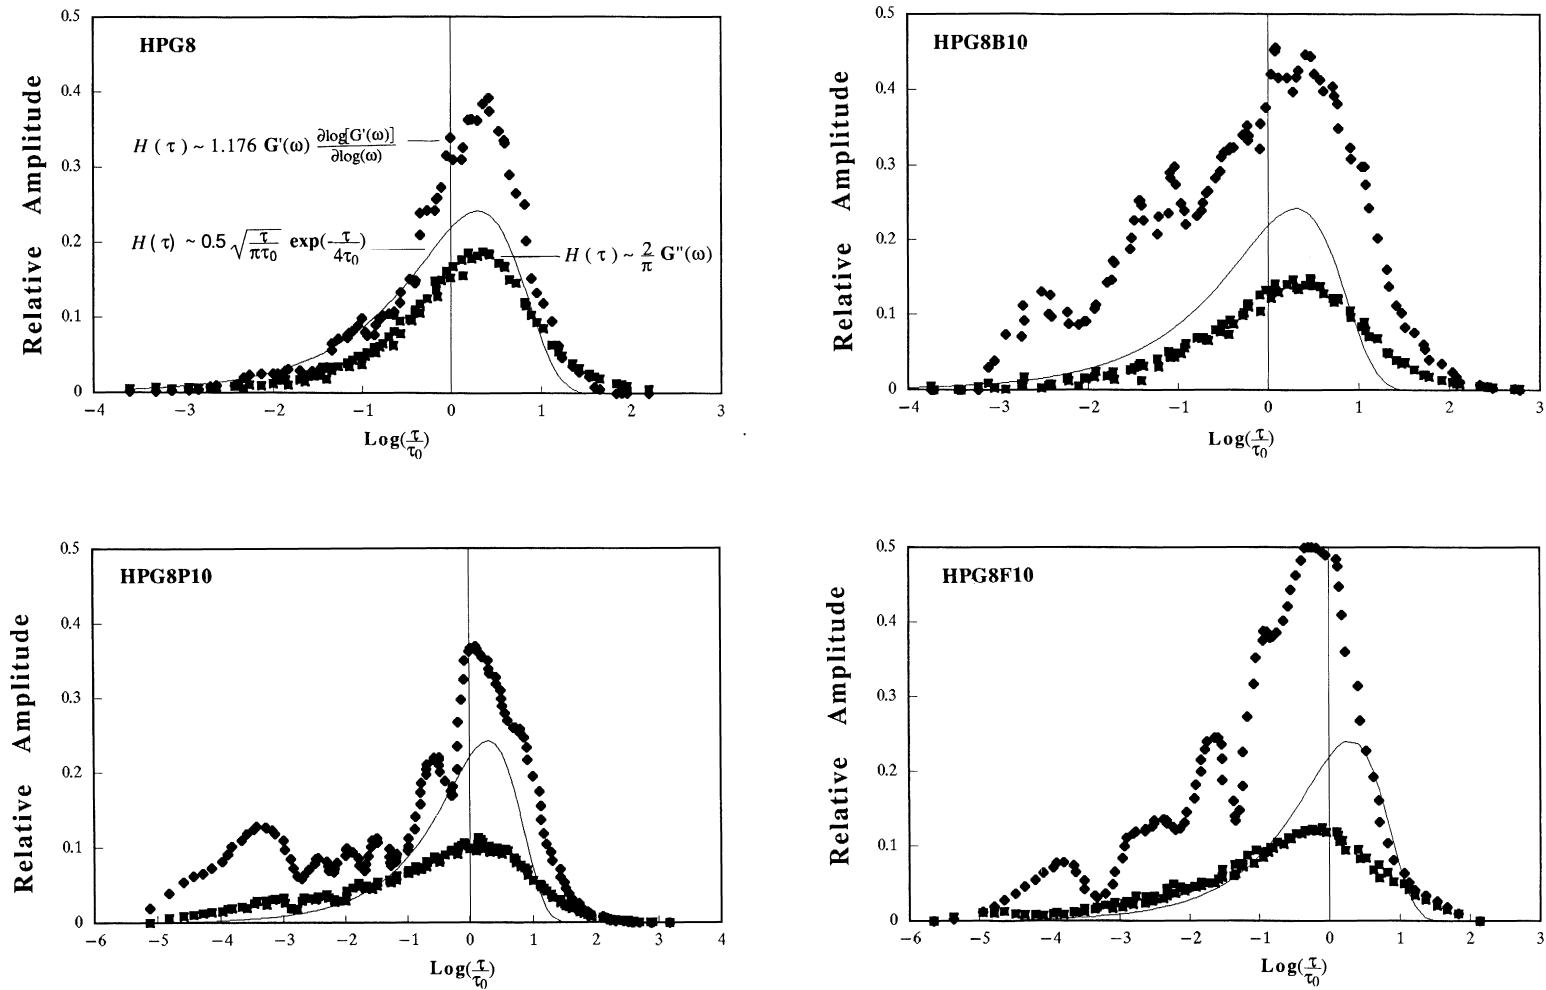 HPG8
Relative Amplitude
0.5
0.4
0.3
0.2
0.1
0
H(τ) ~ 1.176 G'(ω) ∂log[G'(ω)]/∂log(ω)
H(τ) ~ 0.5 √(τ/πτ₀) exp(-τ/4τ₀)
H(τ) ~ 2/π G''(ω)
−4 −3 −2 −1 0 1 2 3
Log(τ/τ₀)
HPG8B10
Relative Amplitude
0.5
0.4
0.3
0.2
0.1
0
−4 −3 −2 −1 0 1 2 3
Log(τ/τ₀)
HPG8P10
Relative Amplitude
0.5
0.4
0.3
0.2
0.1
0
−6 −5 −4 −3 −2 −1 0 1 2 3 4
Log(τ/τ₀)
HPG8F10
Relative Amplitude
0.5
0.4
0.3
0.2
0.1
0
−6 −5 −4 −3 −2 −1 0 1 2 3
Log(τ/τ₀)